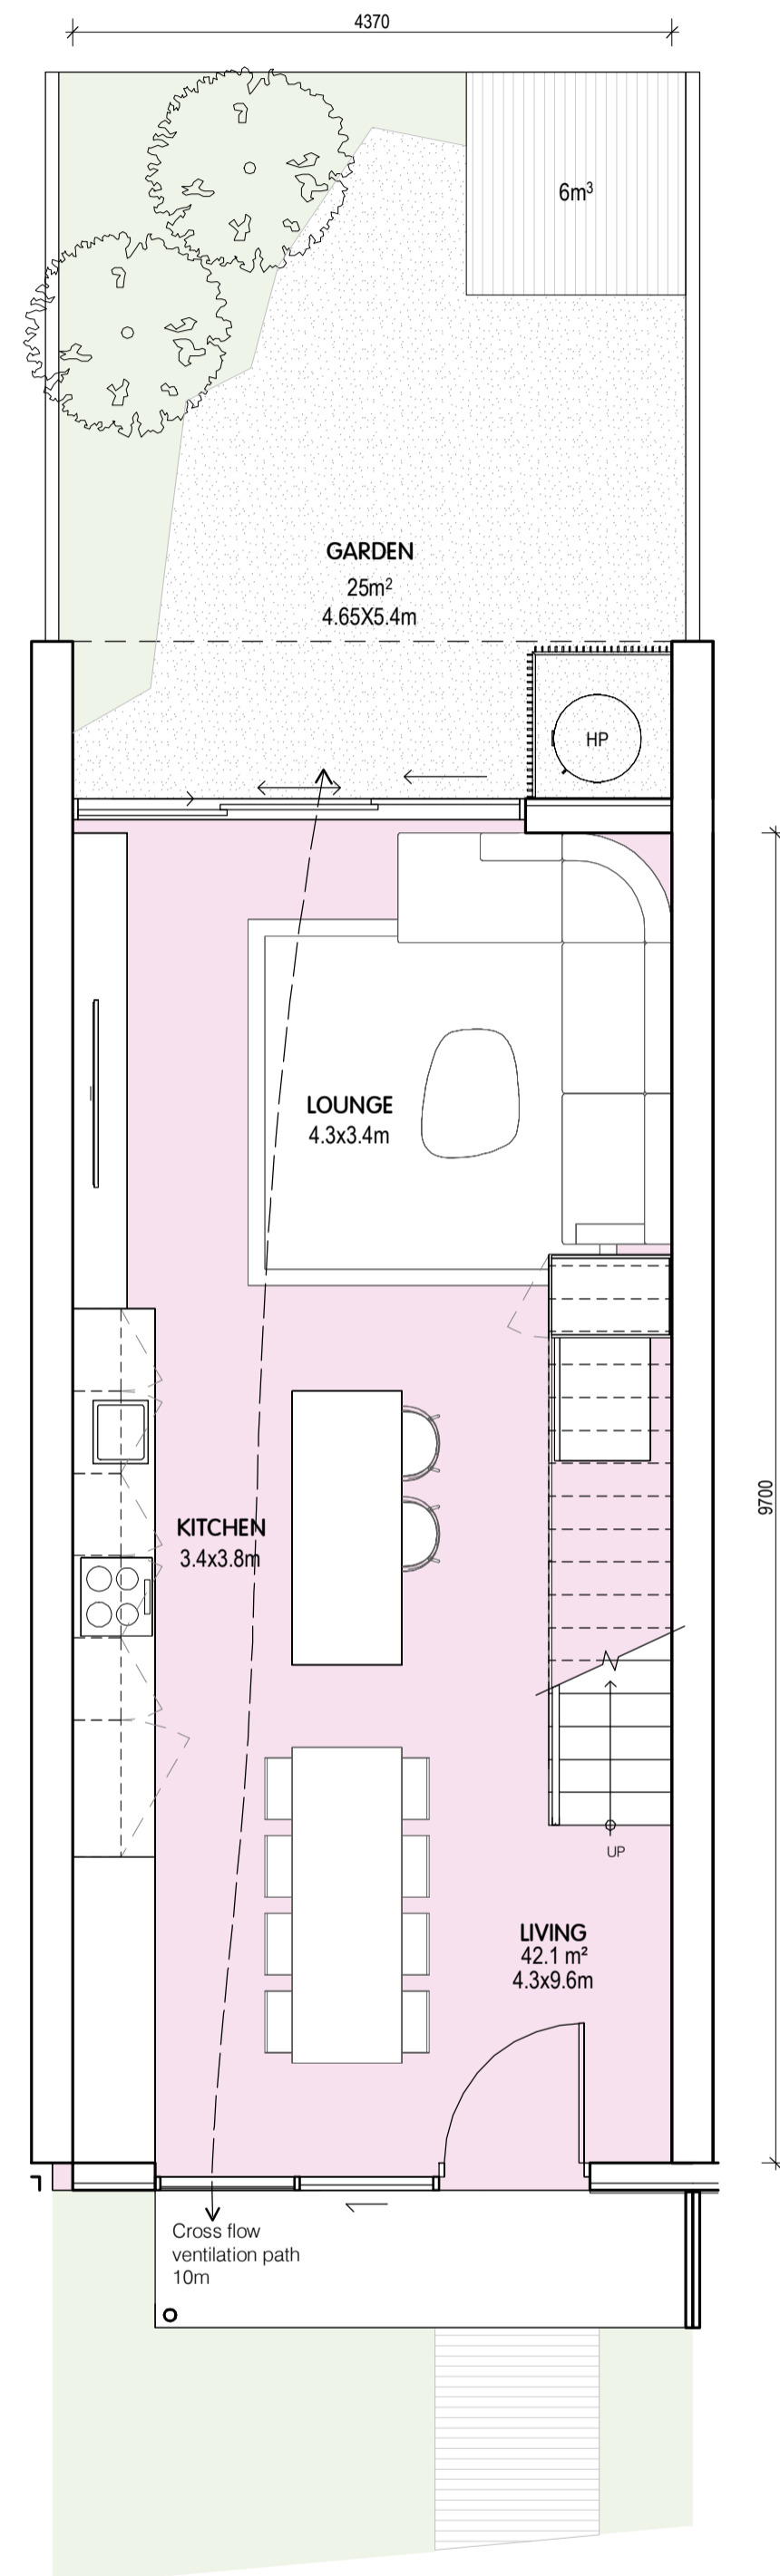 4370
6m³
GARDEN
25m²
4.65X5.4m
HP
LOUNGE
4.3x3.4m
KITCHEN
3.4x3.8m
9700
UP
LIVING
42.1 m²
4.3x9.6m
Cross flow
ventilation path
10m